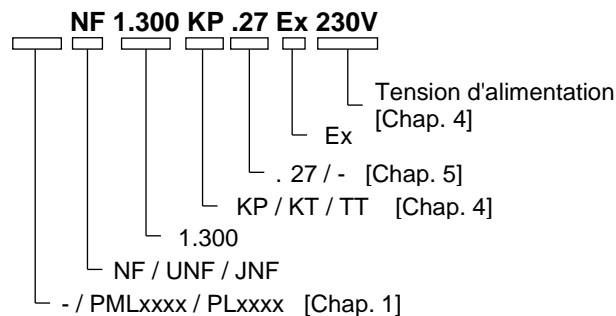 NF 1.300 KP .27 Ex 230V
Tension d'alimentation
[Chap. 4]
Ex
. 27 / - [Chap. 5]
KP / KT / TT [Chap. 4]
1.300
NF / UNF / JNF
- / PMLxxxx / PLxxxx [Chap. 1]